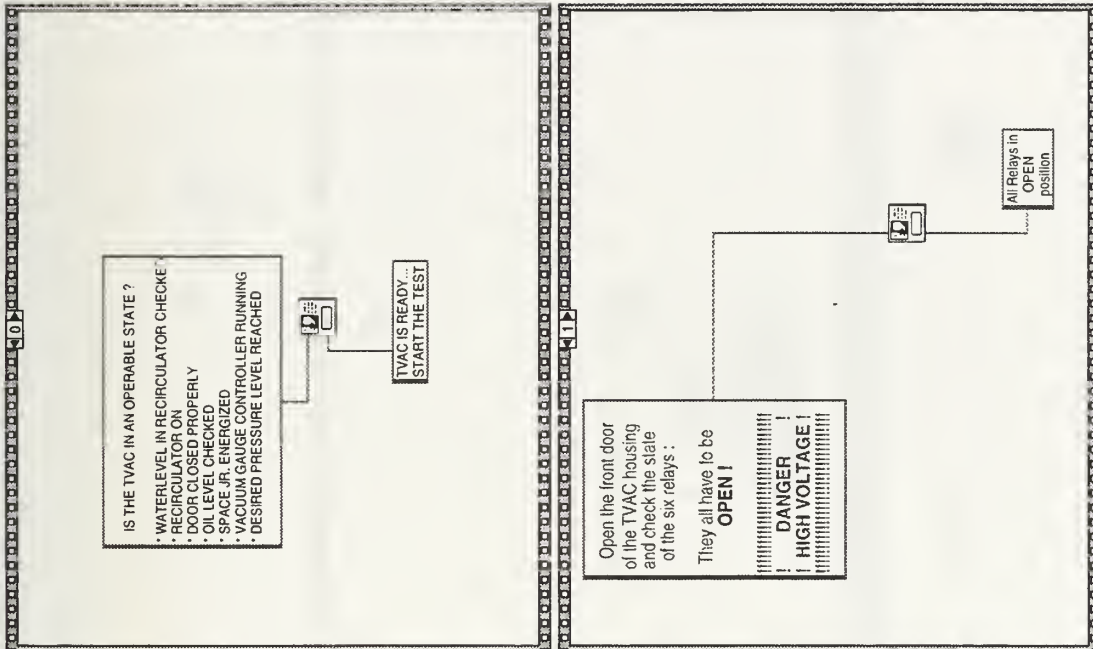 0
IS THE TVAC IN AN OPERABLE STATE ?
• WATERLEVEL IN RECIRCULATOR CHECKED
• RECIRCULATOR ON
• DOOR CLOSED PROPERLY
• OIL LEVEL CHECKED
• SPACE JR. ENERGIZED
• VACUUM GAUGE CONTROLLER RUNNING
• DESIRED PRESSURE LEVEL REACHED
TVAC IS READY...
START THE TEST
1
Open the front door
of the TVAC housing
and check the state
of the six relays :
They all have to be
OPEN !
!!!!!!!!!!!!!!!!!!!!!!!!!!!!!!
! DANGER !
! HIGH VOLTAGE !
!!!!!!!!!!!!!!!!!!!!!!!!!!!!!!
All Relays in
OPEN
position